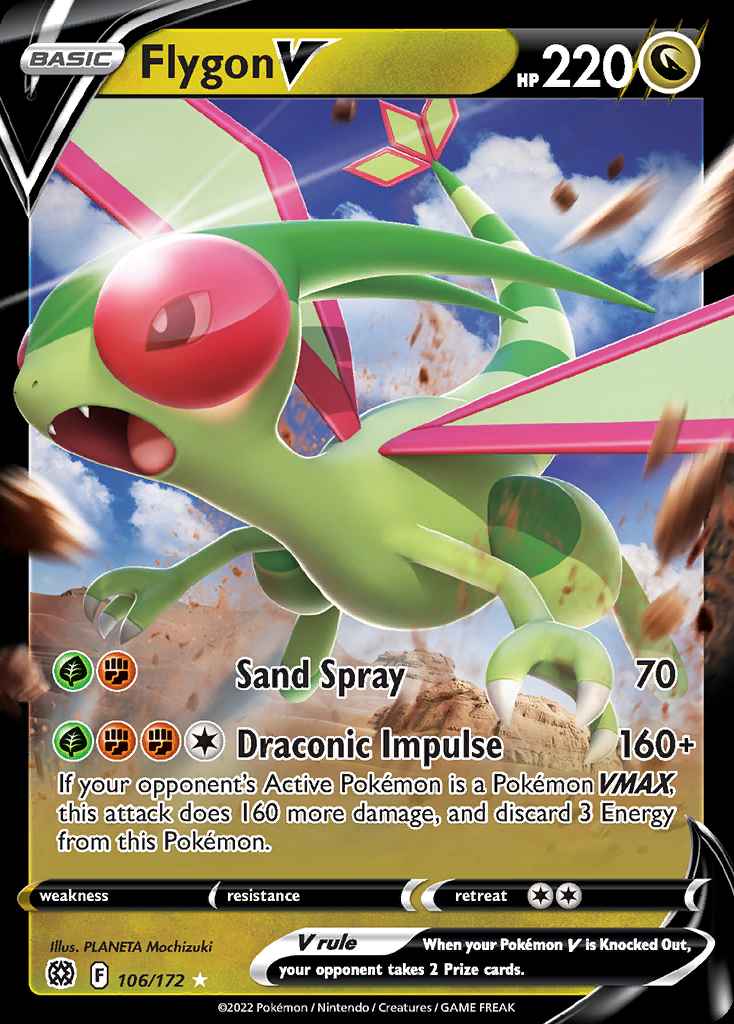 BASIC
Flygon V
HP 220
Sand Spray 70
Draconic Impulse 160+
If your opponent's Active Pokémon is a Pokémon VMAX,
this attack does 160 more damage, and discard 3 Energy
from this Pokémon.
weakness resistance retreat
Illus. PLANETA Mochizuki
V rule When your Pokémon V is Knocked Out,
your opponent takes 2 Prize cards.
F 106/172
©2022 Pokémon / Nintendo / Creatures / GAME FREAK